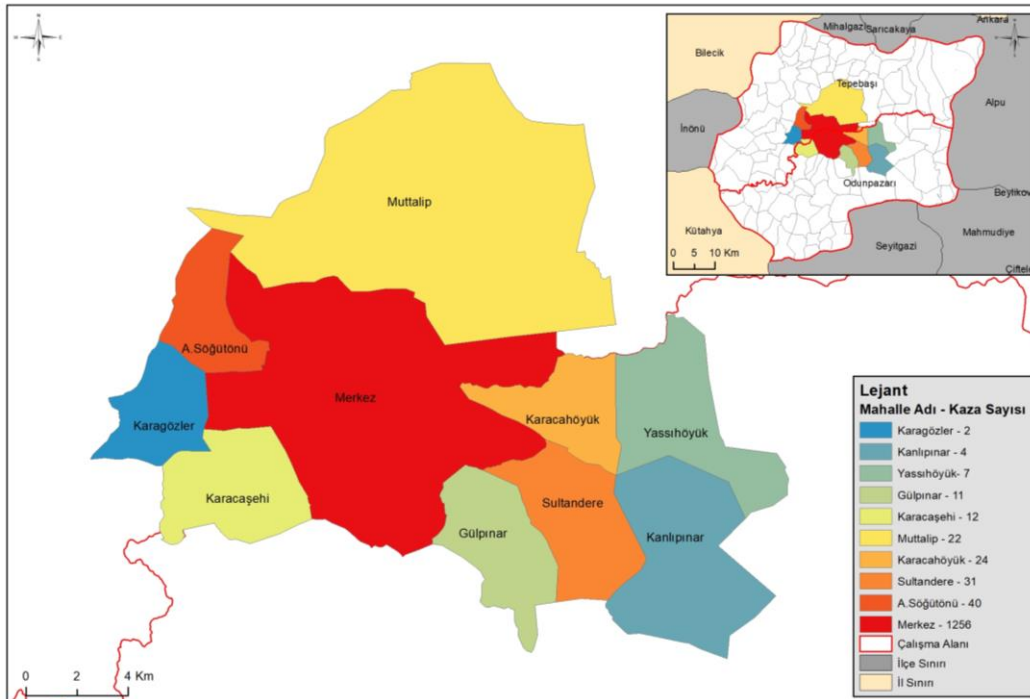 N
W
E
S
Muttalip
A.Söğütönü
Karagözler
Merkez
Karacaşehi
Karacahöyük
Yassıhöyük
Gülpınar
Sultandere
Kanlıpınar
0 2 4 Km
Mihalgazi
Sarıcakaya
Ankara
Bilecik
Tepebaşı
Alpu
İnönü
Odunpazarı
Beylikov
Kütahya
Mahmudiye
Seyitgazi
Çiftele
0 5 10 Km
Lejant
Mahalle Adı - Kaza Sayısı
Karagözler - 2
Kanlıpınar - 4
Yassıhöyük- 7
Gülpınar - 11
Karacaşehi - 12
Muttalip - 22
Karacahöyük - 24
Sultandere - 31
A.Söğütönü - 40
Merkez - 1256
Çalışma Alanı
İlçe Sınırı
İl Sınırı